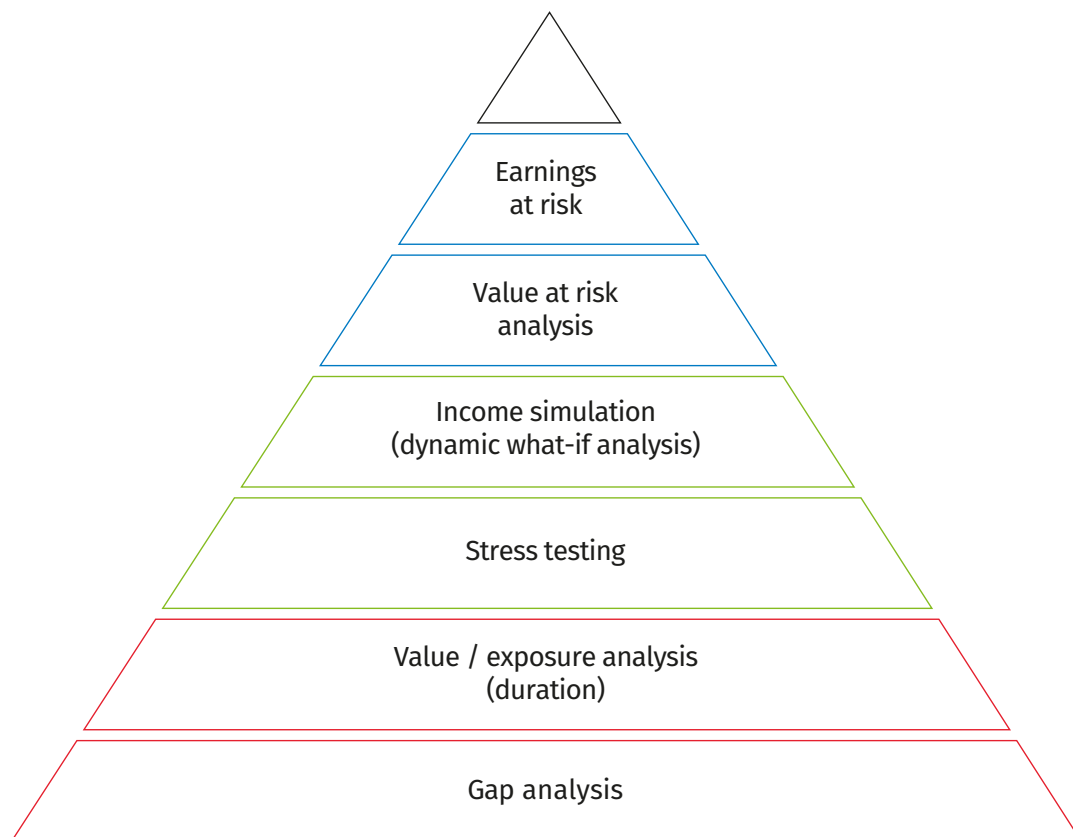 Earnings
at risk
Value at risk
analysis
Income simulation
(dynamic what-if analysis)
Stress testing
Value / exposure analysis
(duration)
Gap analysis